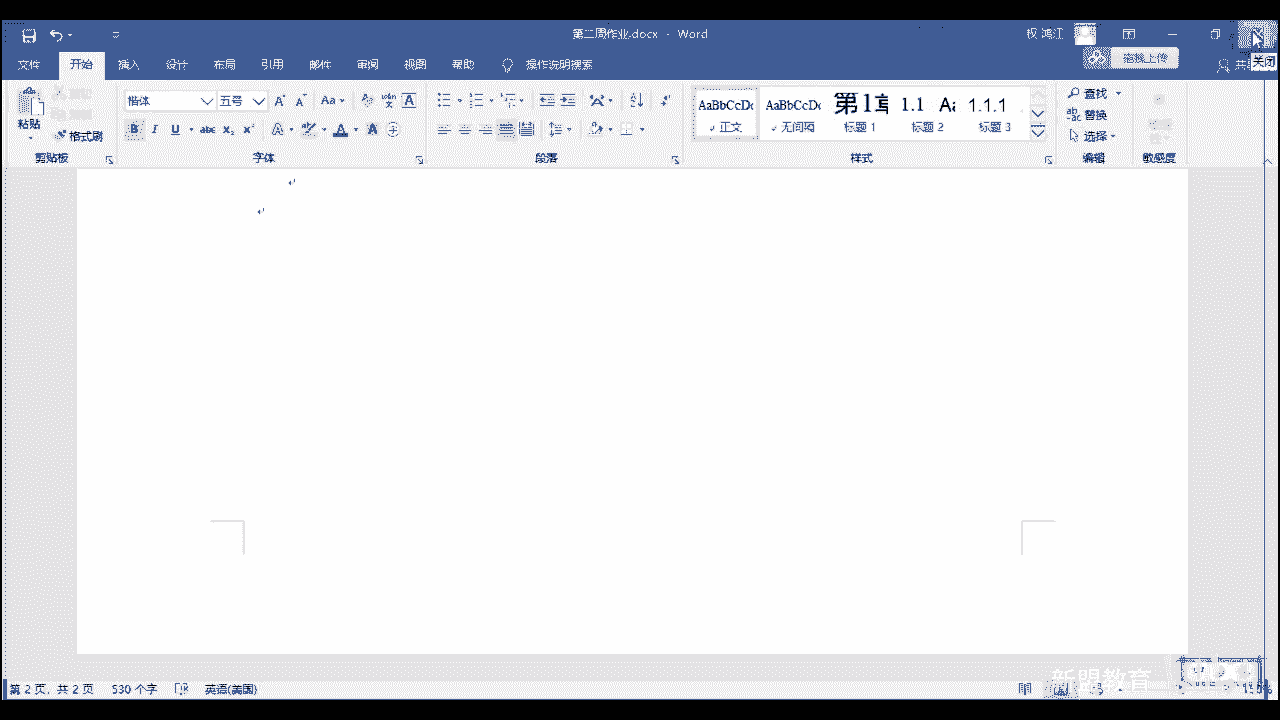 第二周作业.docx - Word
权 鸿江
文件 开始 插入 设计 布局 引用 邮件 审阅 视图 帮助 操作说明搜索
拖拽上传
关闭
粘贴 格式刷
楷体 五号
AaBbCcDc AaBbCcDc 第1章 1.1 Aa 1.1.1
正文 无间隔 标题 1 标题 2 标题 3
查找
替换
选择
剪贴板 字体 段落 样式 编辑 敏感度
第 2 页，共 2 页 530 个字 英语(美国)
新盟教育